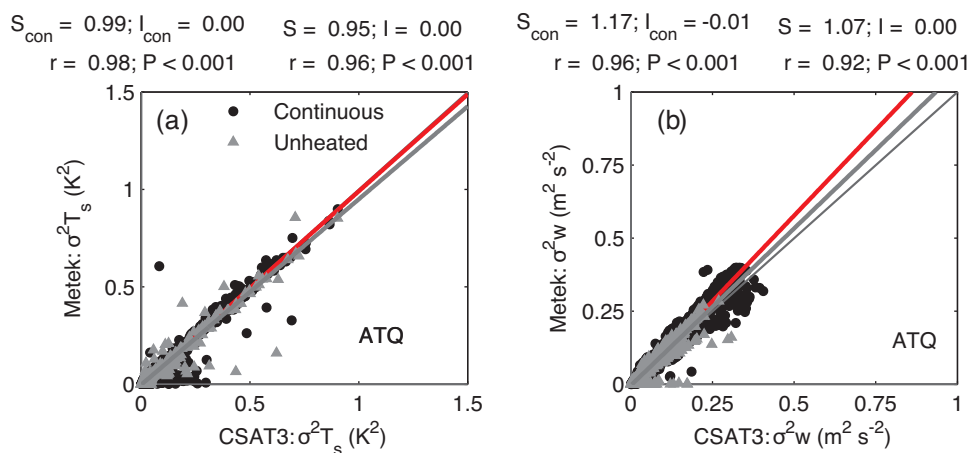 S_con = 0.99; I_con = 0.00
S = 0.95; I = 0.00
r = 0.98; P < 0.001
r = 0.96; P < 0.001
S_con = 1.17; I_con = -0.01
S = 1.07; I = 0.00
r = 0.96; P < 0.001
r = 0.92; P < 0.001
(a)
Continuous
Unheated
ATQ
1.5
1
0.5
0
Metek: σ²T_s (K²)
0
0.5
1
1.5
CSAT3: σ²T_s (K²)
(b)
ATQ
1
0.75
0.5
0.25
0
Metek: σ²w (m² s⁻²)
0
0.25
0.5
0.75
1
CSAT3: σ²w (m² s⁻²)